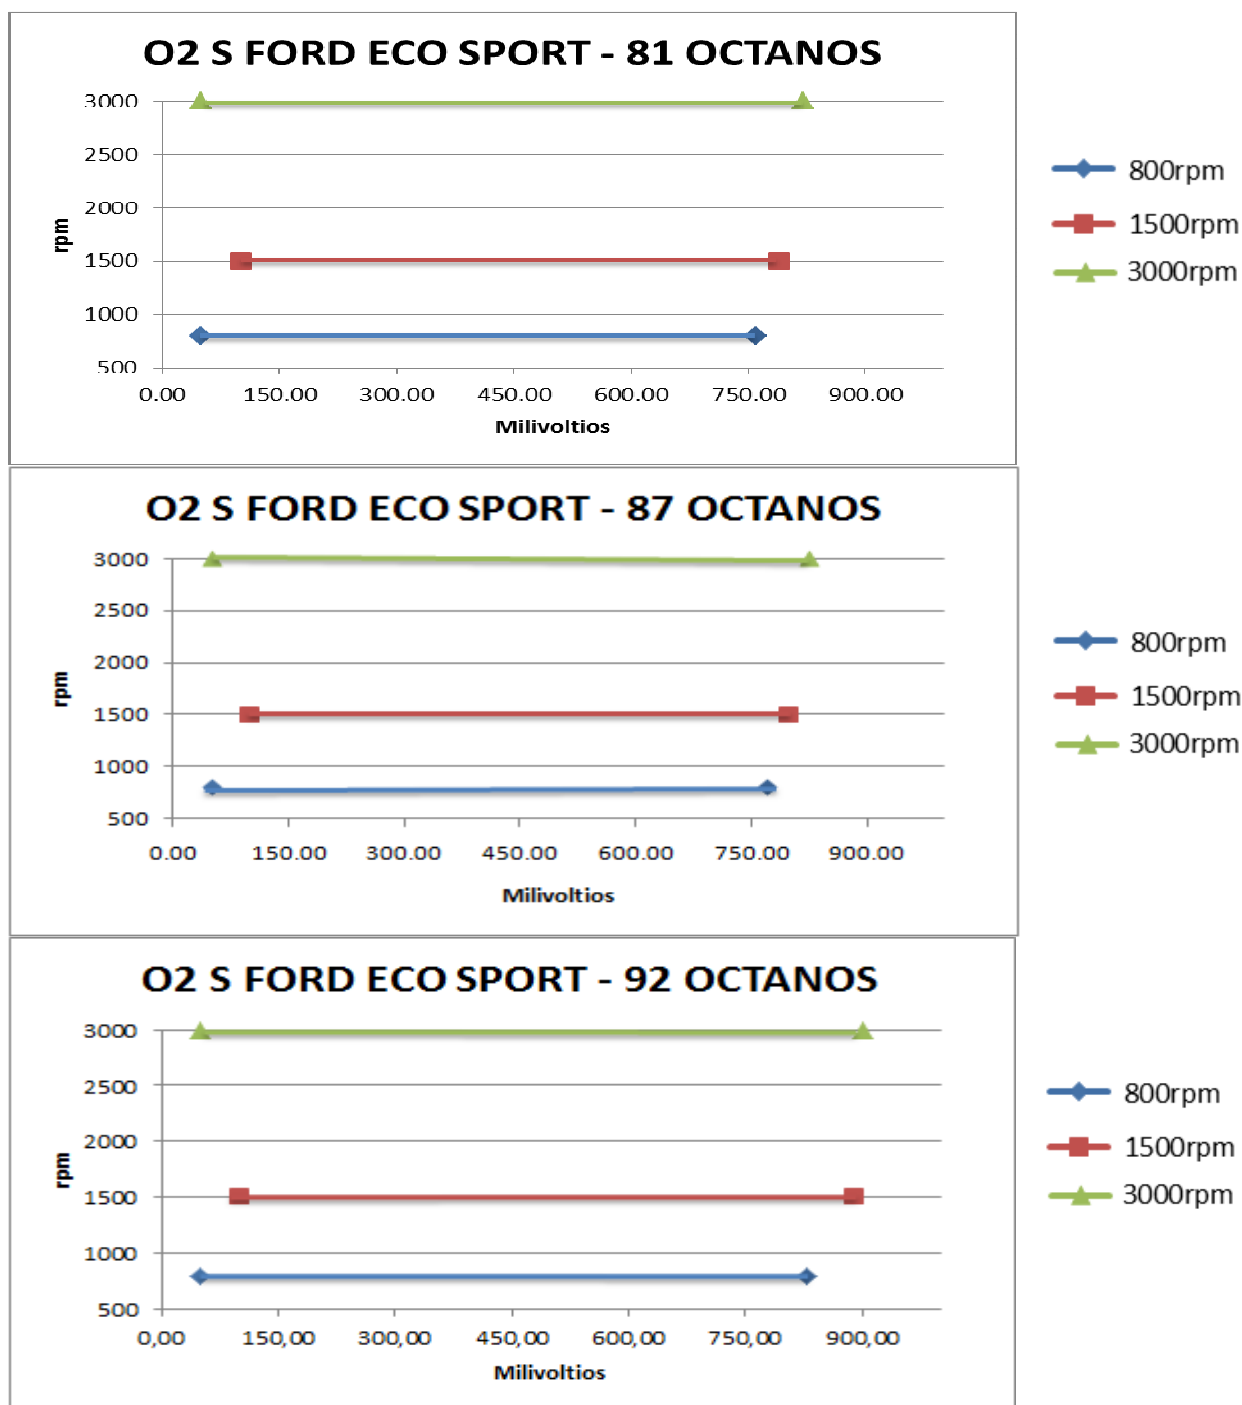 O2 S FORD ECO SPORT - 81 OCTANOS
3000
2500
2000
1500
1000
500
rpm
0.00 150.00 300.00 450.00 600.00 750.00 900.00
Milivoltios
800rpm
1500rpm
3000rpm
O2 S FORD ECO SPORT - 87 OCTANOS
3000
2500
2000
1500
1000
500
rpm
0.00 150.00 300.00 450.00 600.00 750.00 900.00
Milivoltios
800rpm
1500rpm
3000rpm
O2 S FORD ECO SPORT - 92 OCTANOS
3000
2500
2000
1500
1000
500
rpm
0,00 150,00 300,00 450,00 600,00 750,00 900,00
Milivoltios
800rpm
1500rpm
3000rpm